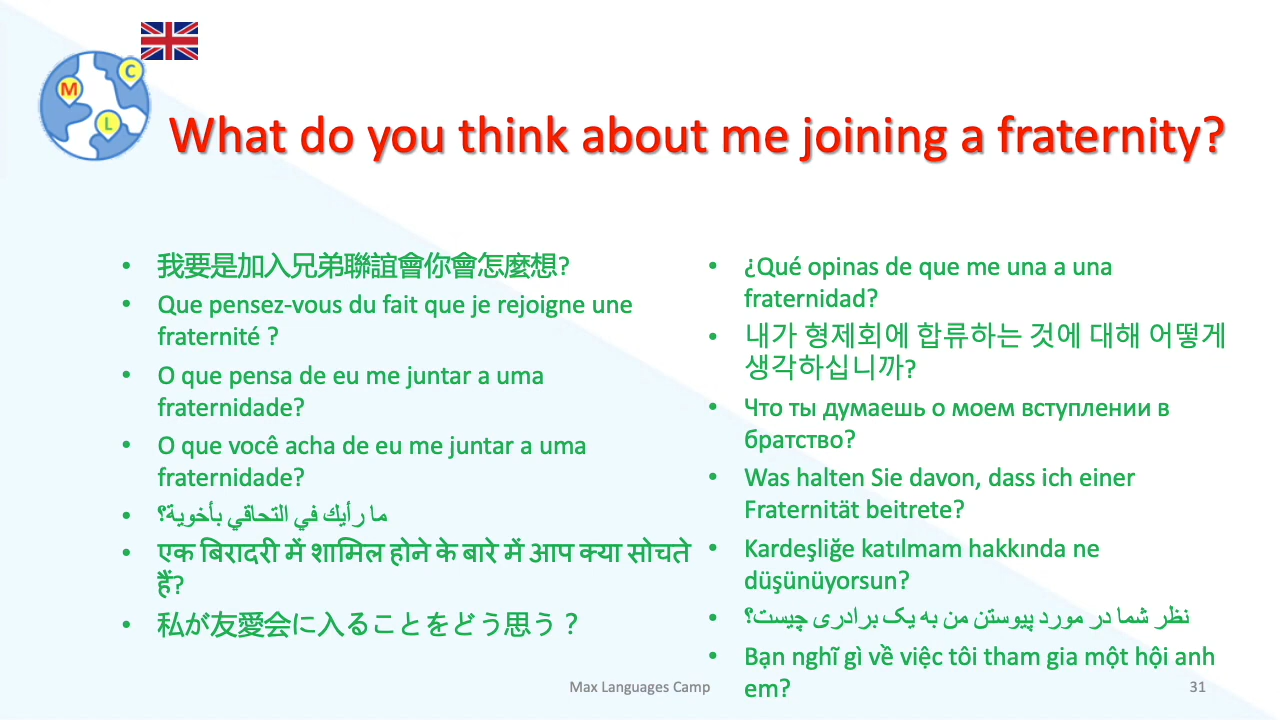 M
C
L
What do you think about me joining a fraternity?
• 我要是加入兄弟聯誼會你會怎麼想?
• Que pensez-vous du fait que je rejoigne une
fraternité ?
• O que pensa de eu me juntar a uma
fraternidade?
• O que você acha de eu me juntar a uma
fraternidade?
• ما رأيك في التحاقي بأخوية؟
• एक बिरादरी में शामिल होने के बारे में आप क्या सोचते
हैं?
• 私が友愛会に入ることをどう思う？
• ¿Qué opinas de que me una a una
fraternidad?
• 내가 형제회에 합류하는 것에 대해 어떻게
생각하십니까?
• Что ты думаешь о моем вступлении в
братство?
• Was halten Sie davon, dass ich einer
Fraternität beitrete?
• Kardeşliğe katılmam hakkında ne
düşünüyorsun?
• نظر شما در مورد پیوستن من به یک برادری چیست؟
• Bạn nghĩ gì về việc tôi tham gia một hội anh
em?
Max Languages Camp
31